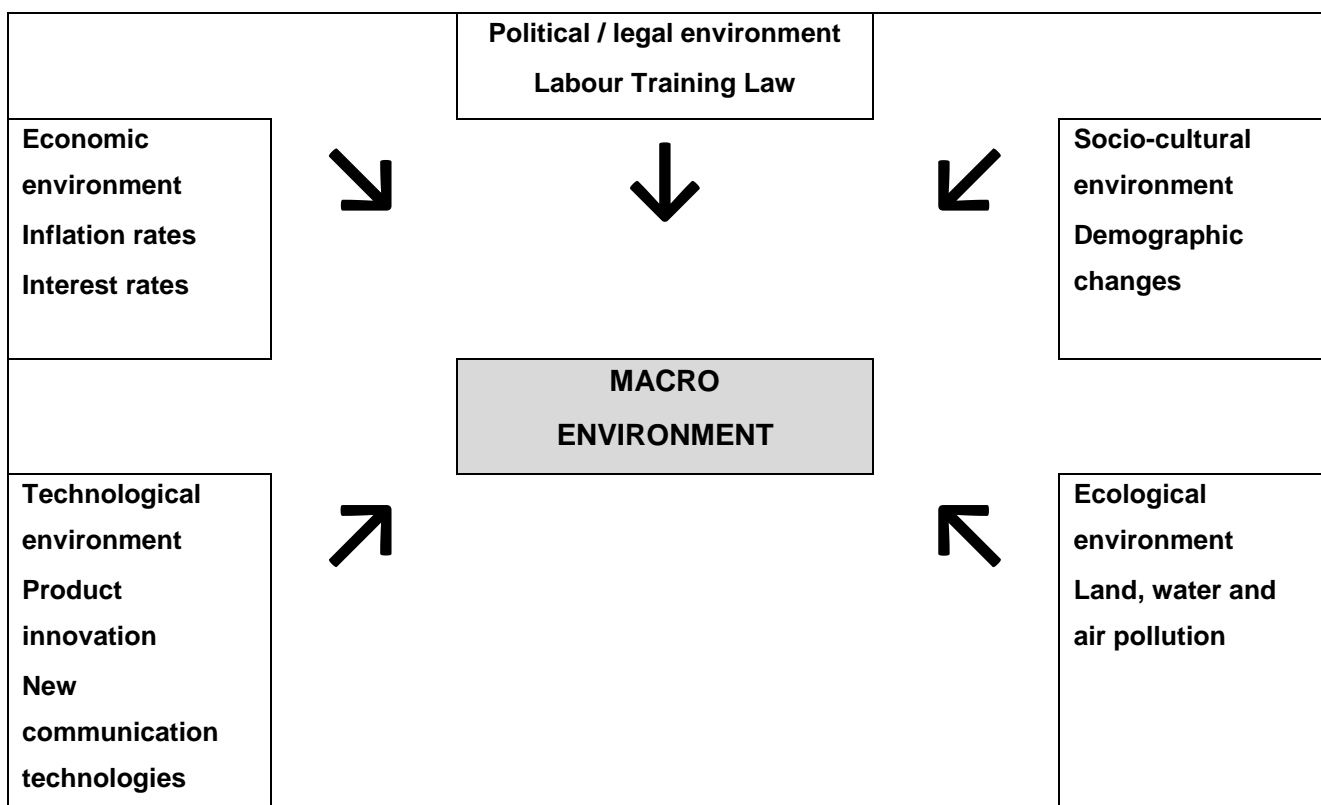 Political / legal environment
Labour Training Law
Economic
environment
Inflation rates
Interest rates
Socio-cultural
environment
Demographic
changes
MACRO
ENVIRONMENT
Technological
environment
Product
innovation
New
communication
technologies
Ecological
environment
Land, water and
air pollution